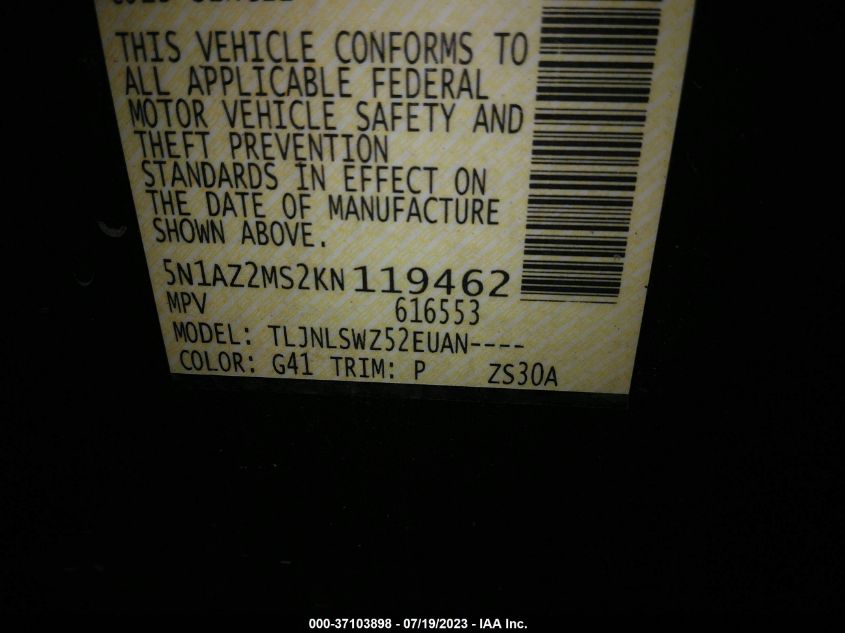 THIS VEHICLE CONFORMS TO
ALL APPLICABLE FEDERAL
MOTOR VEHICLE SAFETY AND
THEFT PREVENTION
STANDARDS IN EFFECT ON
THE DATE OF MANUFACTURE
SHOWN ABOVE.
5N1AZ2MS2KN119462
MPV 616553
MODEL: TLJNLSWZ52EUAN----
COLOR: G41 TRIM: P ZS30A
000-37103898 - 07/19/2023 - IAA Inc.